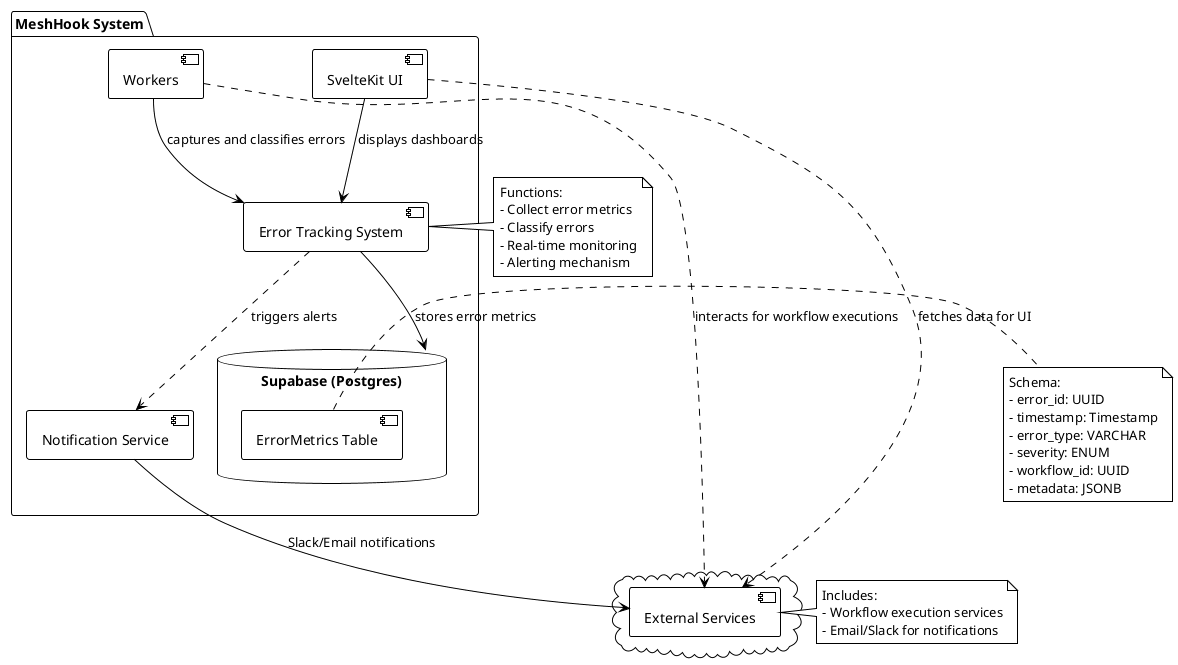 MeshHook System
Workers
SvelteKit UI
captures and classifies errors
displays dashboards
Error Tracking System
Functions:
- Collect error metrics
- Classify errors
- Real-time monitoring
- Alerting mechanism
triggers alerts
stores error metrics
interacts for workflow executions
fetches data for UI
Supabase (Postgres)
ErrorMetrics Table
Notification Service
Schema:
- error_id: UUID
- timestamp: Timestamp
- error_type: VARCHAR
- severity: ENUM
- workflow_id: UUID
- metadata: JSONB
Slack/Email notifications
External Services
Includes:
- Workflow execution services
- Email/Slack for notifications